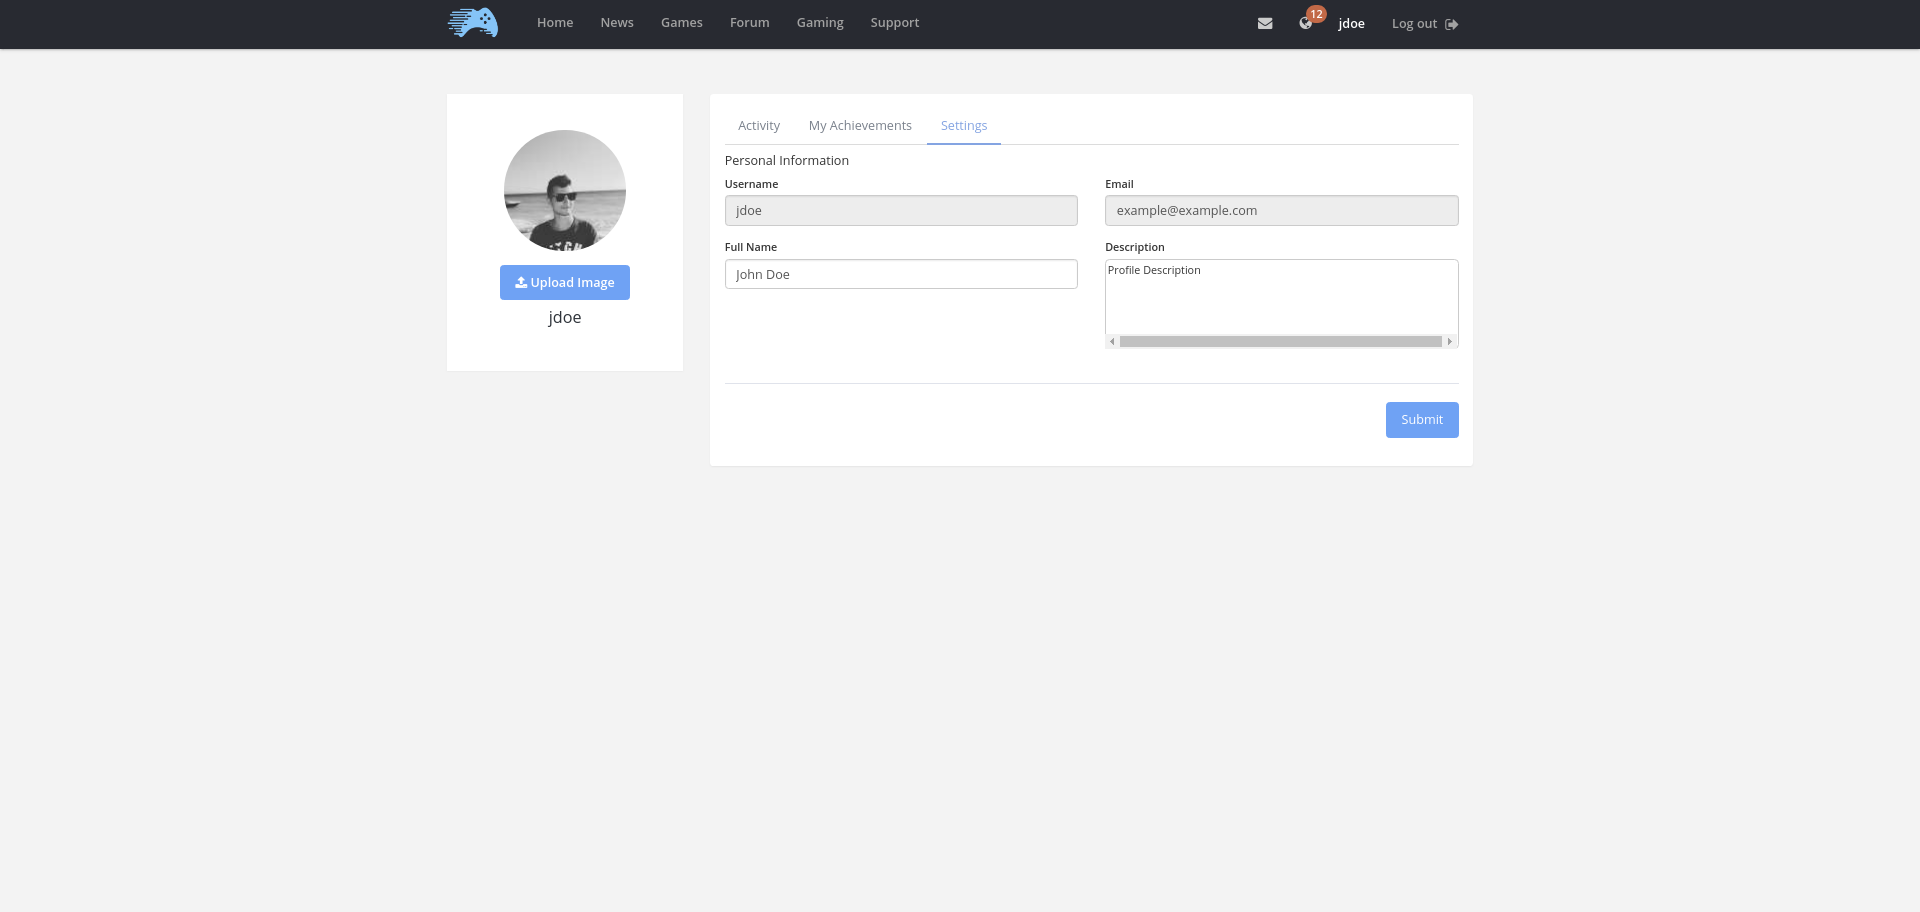 Home News Games Forum Gaming Support 12 jdoe Log out
Activity My Achievements Settings
Personal Information
Username
jdoe
Email
example@example.com
Full Name
John Doe
Description
Profile Description
Upload Image
jdoe
Submit